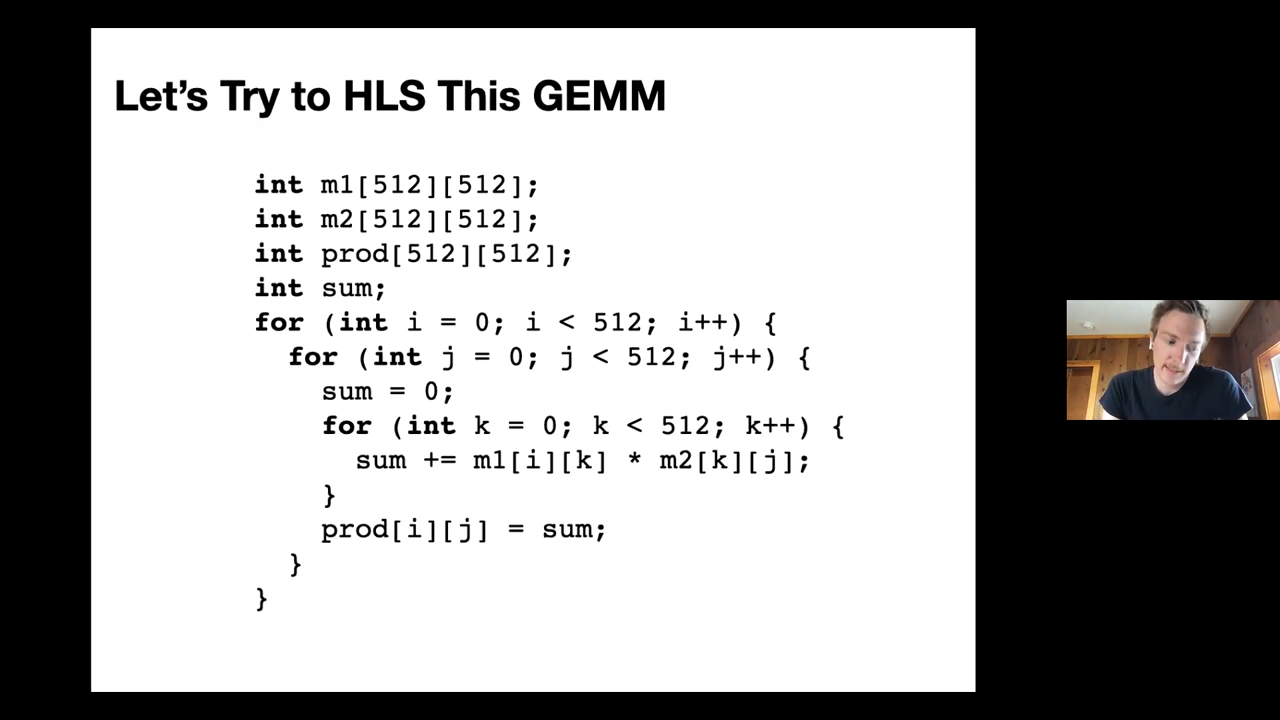 Let's Try to HLS This GEMM
int m1[512][512];
int m2[512][512];
int prod[512][512];
int sum;
for (int i = 0; i < 512; i++) {
  for (int j = 0; j < 512; j++) {
    sum = 0;
    for (int k = 0; k < 512; k++) {
      sum += m1[i][k] * m2[k][j];
    }
    prod[i][j] = sum;
  }
}